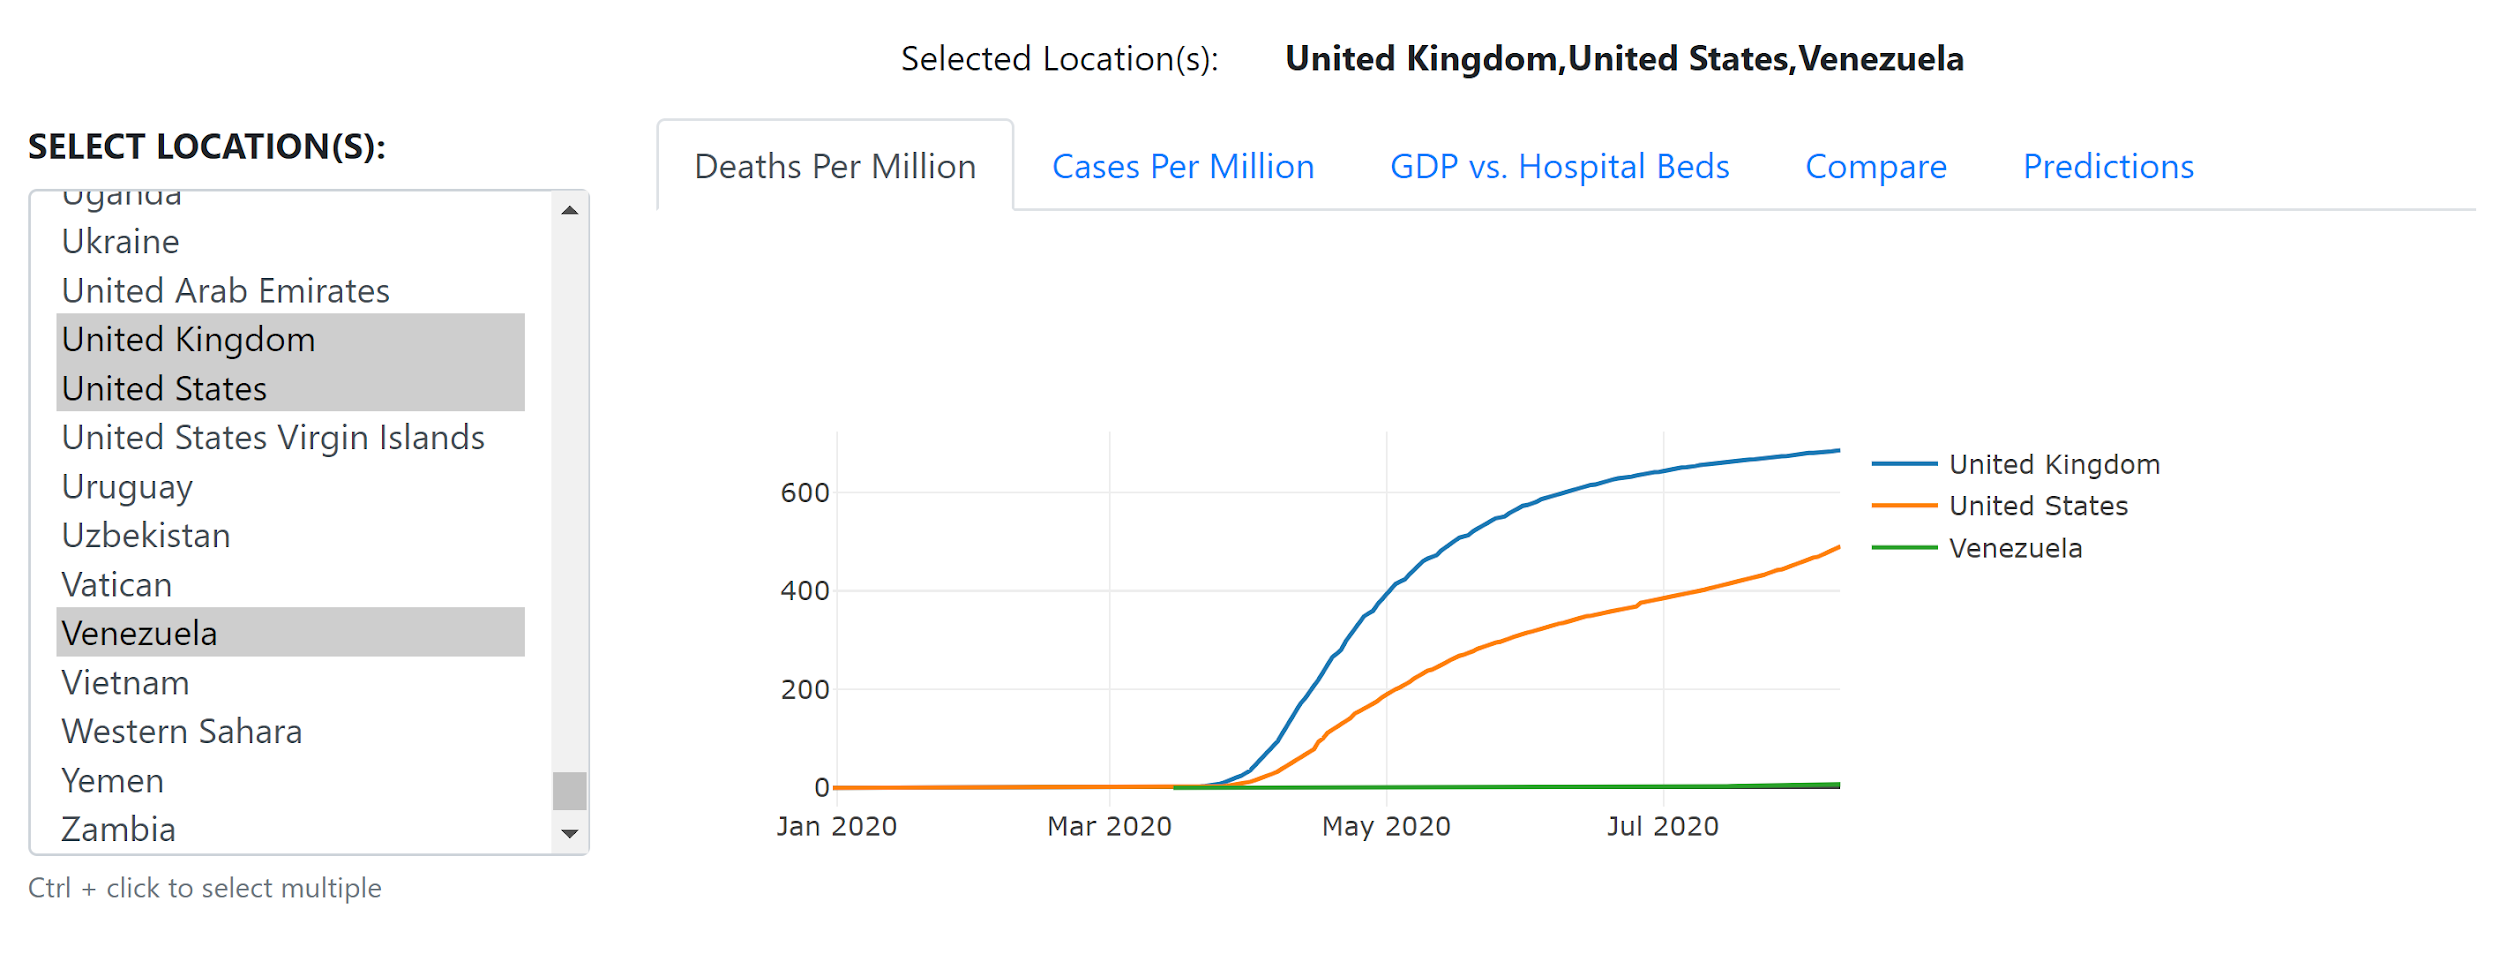 Selected Location(s): United Kingdom,United States,Venezuela
SELECT LOCATION(S):
Uganda
Ukraine
United Arab Emirates
United Kingdom
United States
United States Virgin Islands
Uruguay
Uzbekistan
Vatican
Venezuela
Vietnam
Western Sahara
Yemen
Zambia
Ctrl + click to select multiple
Deaths Per Million Cases Per Million GDP vs. Hospital Beds Compare Predictions
600
400
200
0
Jan 2020 Mar 2020 May 2020 Jul 2020
United Kingdom
United States
Venezuela